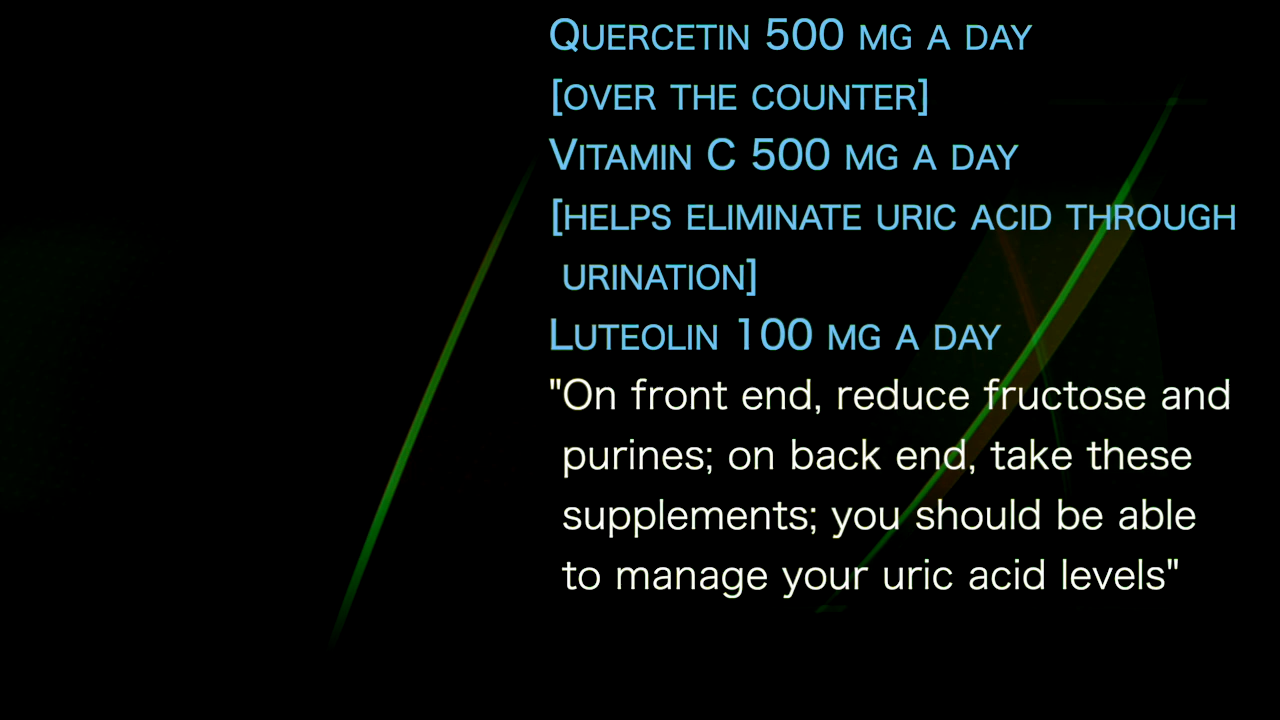 Quercetin 500 mg a day
[over the counter]
Vitamin C 500 mg a day
[helps eliminate uric acid through
urination]
Luteolin 100 mg a day
"On front end, reduce fructose and
purines; on back end, take these
supplements; you should be able
to manage your uric acid levels"